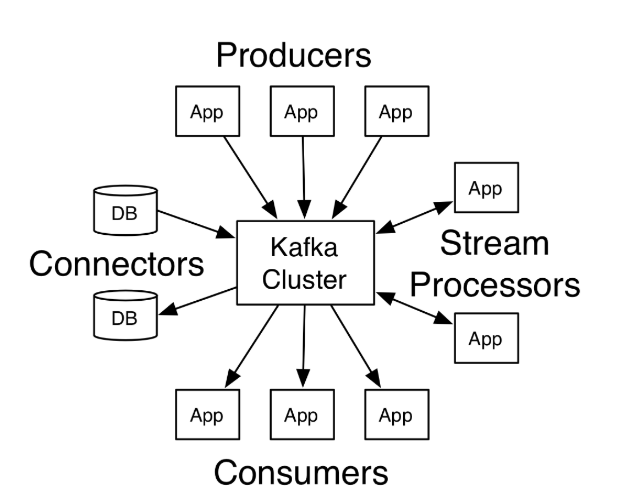 Producers
App
App
App
DB
App
Kafka
Cluster
Connectors
Stream
Processors
DB
App
App
App
App
Consumers